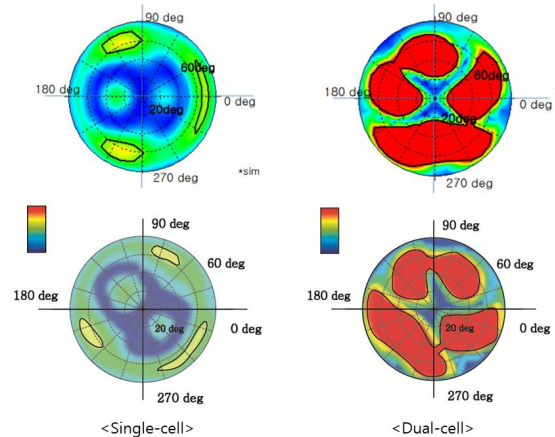 90 deg
60deg
180 deg
20deg
0 deg
270 deg
*sim
90 deg
60deg
180 deg
20deg
0 deg
270 deg
90 deg
60 deg
180 deg
20 deg
0 deg
270 deg
90 deg
60 deg
180 deg
20 deg
0 deg
270 deg
<Single-cell>
<Dual-cell>